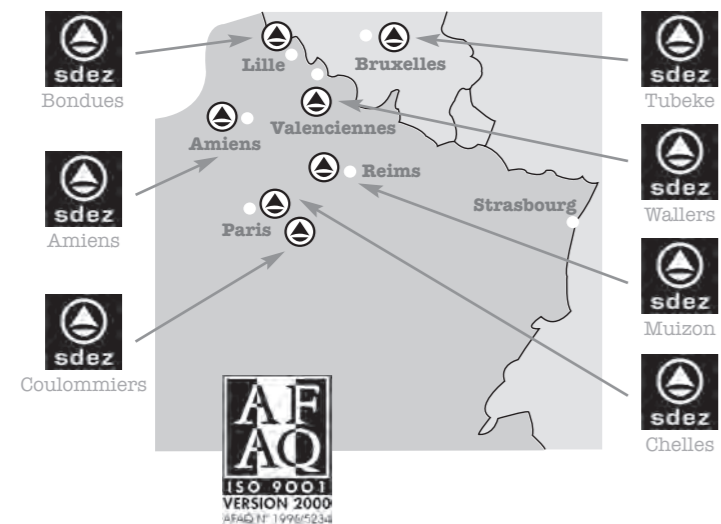 sdez
Bondues
sdez
Amiens
sdez
Coulommiers
Lille
Bruxelles
Valenciennes
Amiens
Reims
Strasbourg
Paris
sdez
Tubeke
sdez
Wallers
sdez
Muizon
sdez
Chelles
AF
AQ
ISO 9001
VERSION 2000
AFAQ N° 1996/5234